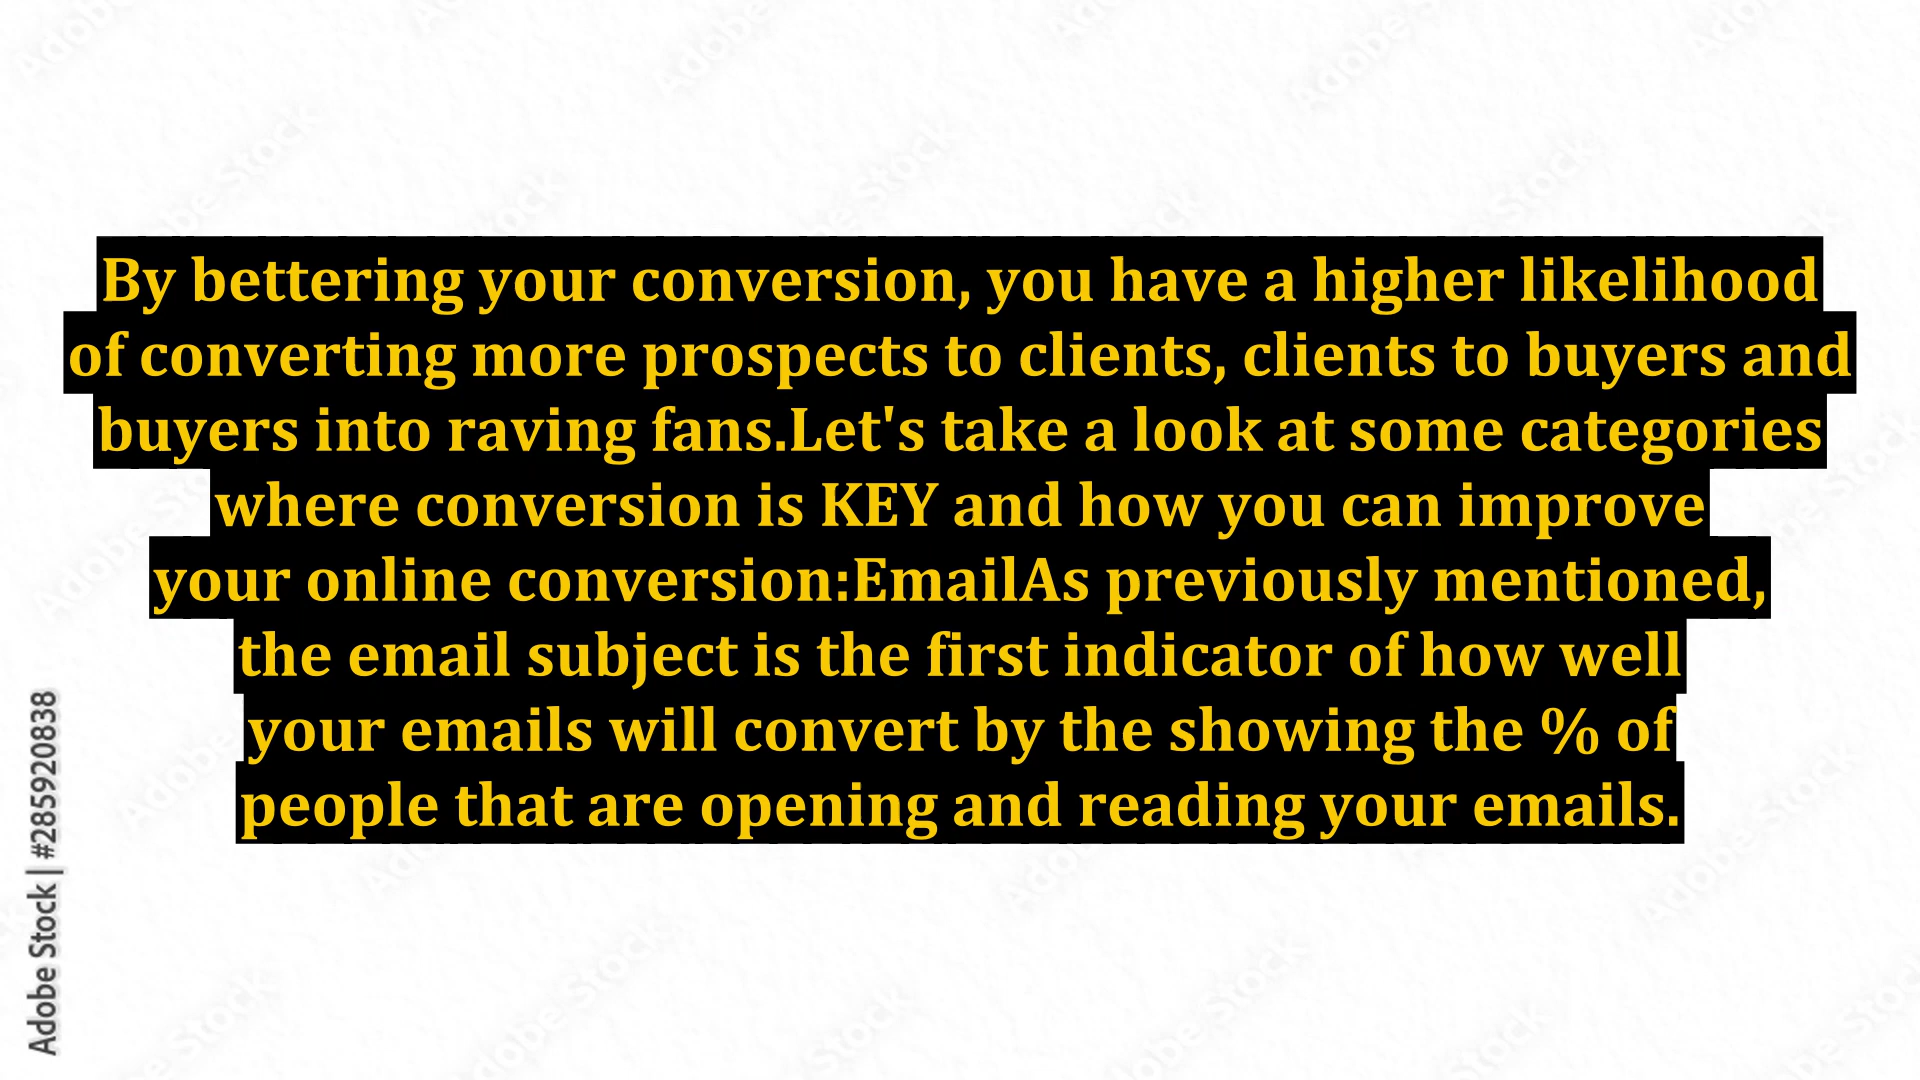 By bettering your conversion, you have a higher likelihood
of converting more prospects to clients, clients to buyers and
buyers into raving fans.Let's take a look at some categories
where conversion is KEY and how you can improve
your online conversion:EmailAs previously mentioned,
the email subject is the first indicator of how well
your emails will convert by the showing the % of
people that are opening and reading your emails.
Adobe Stock | #285920838